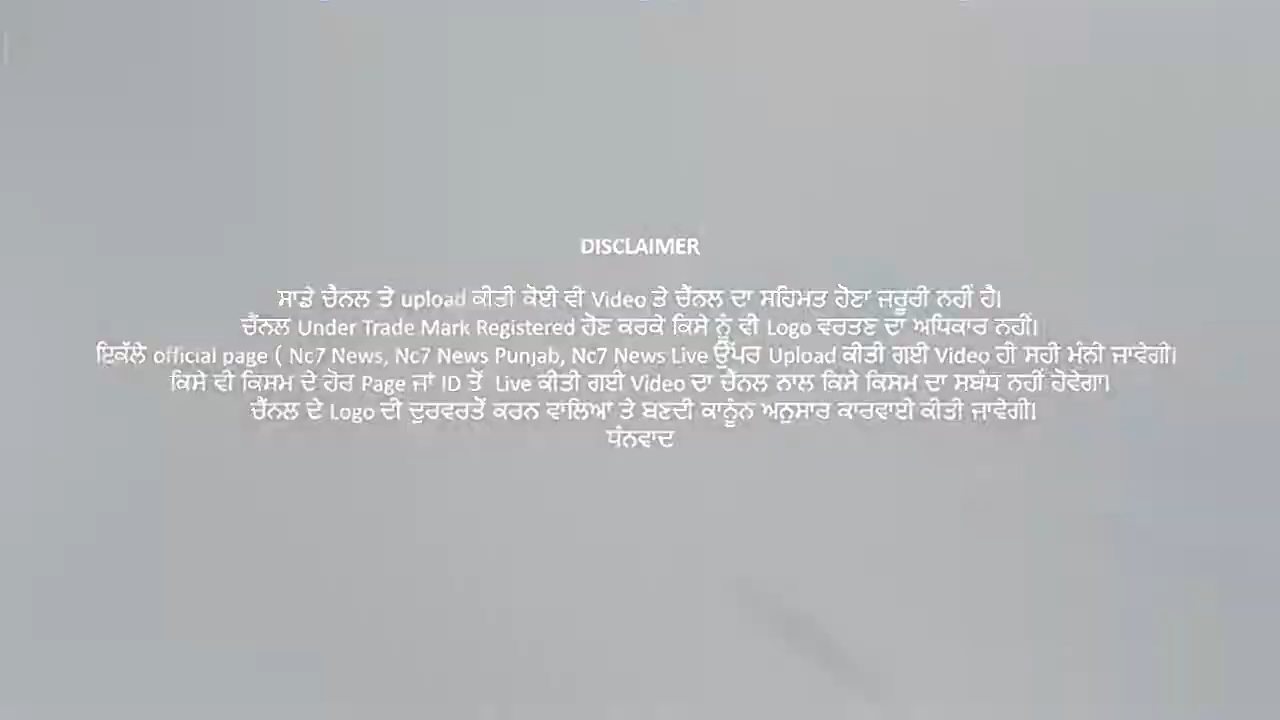 DISCLAIMER
ਸਾਡੇ ਚੈਨਲ ਤੇ upload ਕੀਤੀ ਕੋਈ ਵੀ Video ਤੇ ਚੈੱਨਲ ਦਾ ਸਹਿਮਤ ਹੋਣਾ ਜਰੂਰੀ ਨਹੀਂ ਹੈ।
ਚੈੱਨਲ Under Trade Mark Registered ਹੋਣ ਕਰਕੇ ਕਿਸੇ ਨੂੰ ਵੀ Logo ਵਰਤਣ ਦਾ ਅਧਿਕਾਰ ਨਹੀਂ।
ਇਕੱਲੇ official page ( Nc7 News, Nc7 News Punjab, Nc7 News Live ਉੱਪਰ Upload ਕੀਤੀ ਗਈ Video ਹੀ ਸਹੀ ਮੰਨੀ ਜਾਵੇਗੀ।
ਕਿਸੇ ਵੀ ਕਿਸਮ ਦੇ ਹੋਰ Page ਜਾਂ ID ਤੋਂ Live ਕੀਤੀ ਗਈ Video ਦਾ ਚੈਨਲ ਨਾਲ ਕਿਸੇ ਕਿਸਮ ਦਾ ਸਬੰਧ ਨਹੀਂ ਹੋਵੇਗਾ।
ਚੈੱਨਲ ਦੇ Logo ਦੀ ਦੁਰਵਰਤੋਂ ਕਰਨ ਵਾਲਿਆ ਤੇ ਬਣਦੀ ਕਾਨੂੰਨ ਅਨੁਸਾਰ ਕਾਰਵਾਈ ਕੀਤੀ ਜਾਵੇਗੀ।
ਧੰਨਵਾਦ